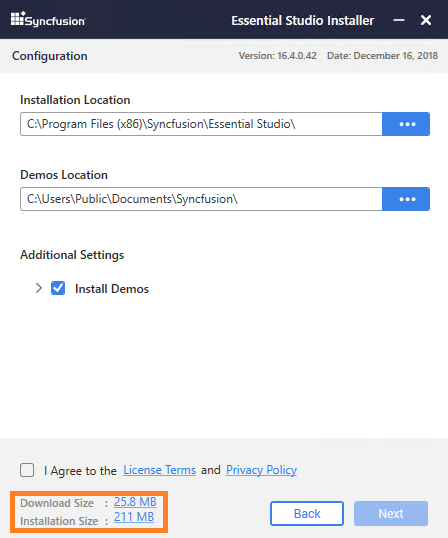 Syncfusion Essential Studio Installer
Configuration Version: 16.4.0.42 Date: December 16, 2018
Installation Location
C:\Program Files (x86)\Syncfusion\Essential Studio\
Demos Location
C:\Users\Public\Documents\Syncfusion\
Additional Settings
Install Demos
I Agree to the License Terms and Privacy Policy
Download Size : 25.8 MB
Installation Size : 211 MB
Back Next